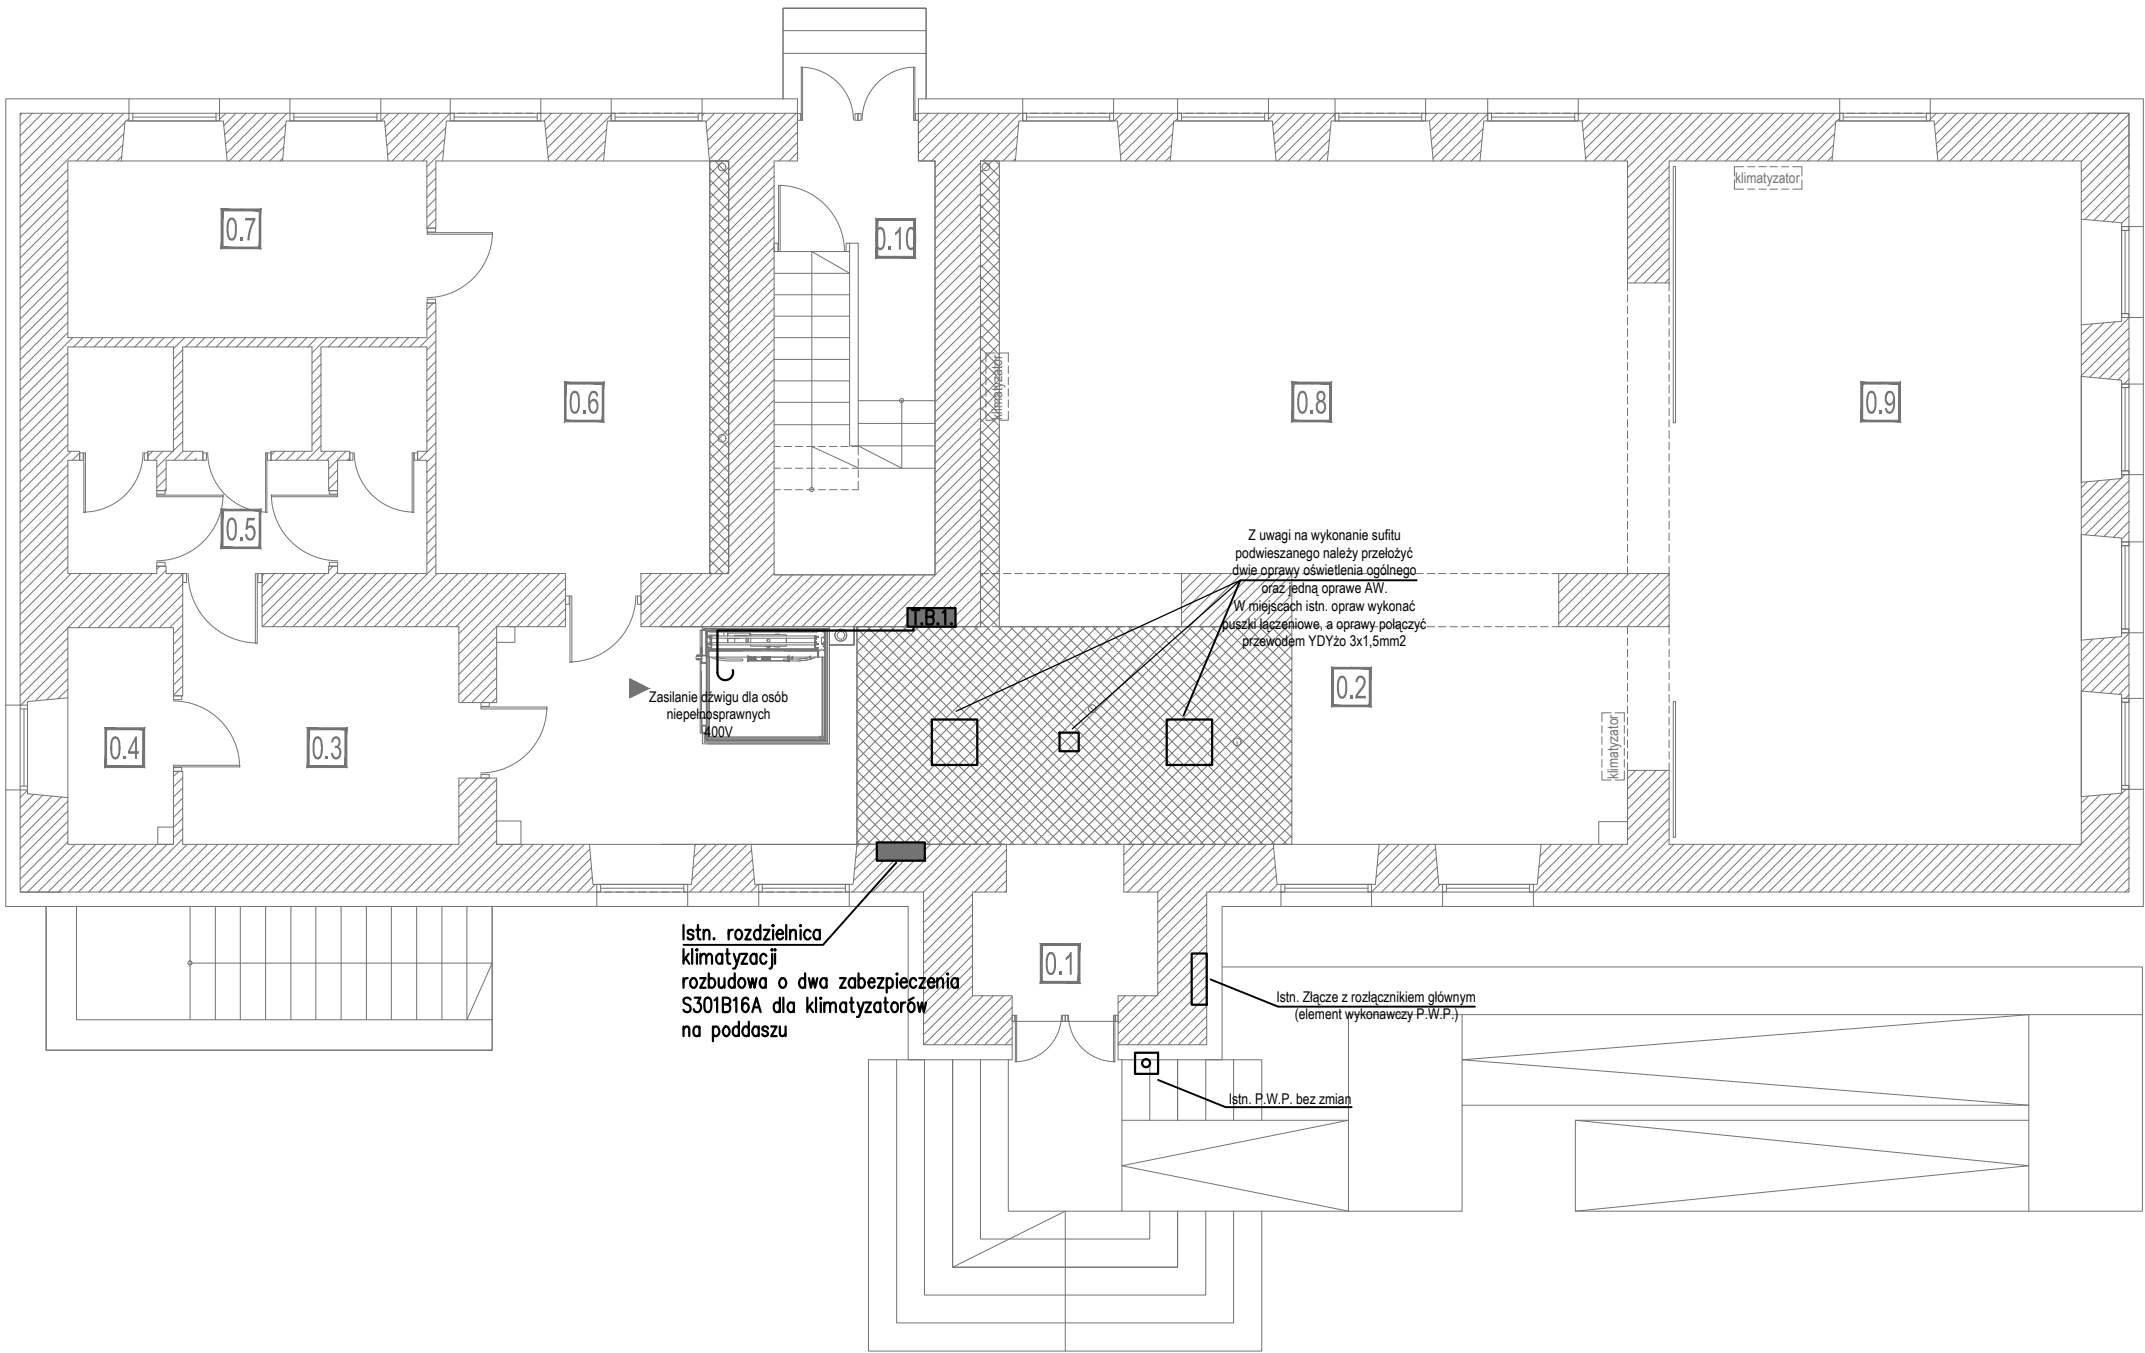 klimatyzator
0.7
0.10
klimatyzator
0.6
0.8
0.9
0.5
Z uwagi na wykonanie sufitu
podwieszanego należy przełożyć
dwie oprawy oświetlenia ogólnego
oraz jedną oprawe AW.
W miejscach istn. opraw wykonać
puszki łączeniowe, a oprawy połączyć
przewodem YDYżo 3x1,5mm2
T.B.1.
Zasilanie dźwigu dla osób
niepełnosprawnych
400V
0.2
klimatyzator
0.4
0.3
Istn. rozdzielnica
klimatyzacji
rozbudowa o dwa zabezpieczenia
S301B16A dla klimatyzatorów
na poddaszu
0.1
Istn. Złącze z rozłącznikiem głównym
(element wykonawczy P.W.P.)
Istn. P.W.P. bez zmian